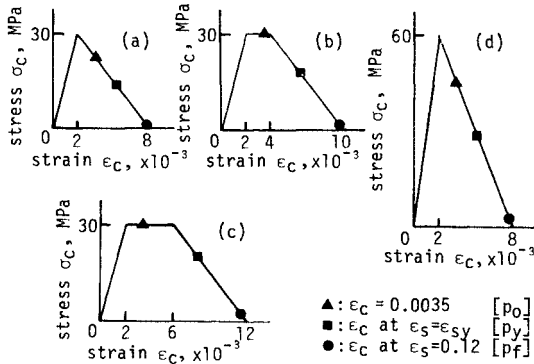 stress σc, MPa
30
(a)
0 2 8
strain εc, x10⁻³
stress σc, MPa
30
(b)
0 2 4 10
strain εc, x10⁻³
stress σc, MPa
60
(d)
0 2 8
strain εc, x10⁻³
stress σc, MPa
30
(c)
0 2 6 12
strain εc, x10⁻³
▲: εc = 0.0035 [po]
■: εc at εs=εsy [py]
●: εc at εs=0.12 [pf]